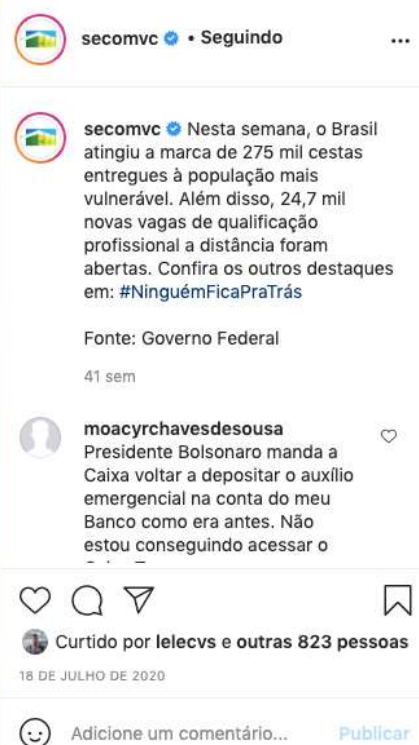 secomvc • Seguindo
secomvc Nesta semana, o Brasil
atingiu a marca de 275 mil cestas
entregues à população mais
vulnerável. Além disso, 24,7 mil
novas vagas de qualificação
profissional a distância foram
abertas. Confira os outros destaques
em: #NinguémFicaPraTrás
Fonte: Governo Federal
41 sem
moacyrchavesdesousa
Presidente Bolsonaro manda a
Caixa voltar a depositar o auxílio
emergencial na conta do meu
Banco como era antes. Não
estou conseguindo acessar o
Curtido por lelecvs e outras 823 pessoas
18 DE JULHO DE 2020
Adicione um comentário... Publicar